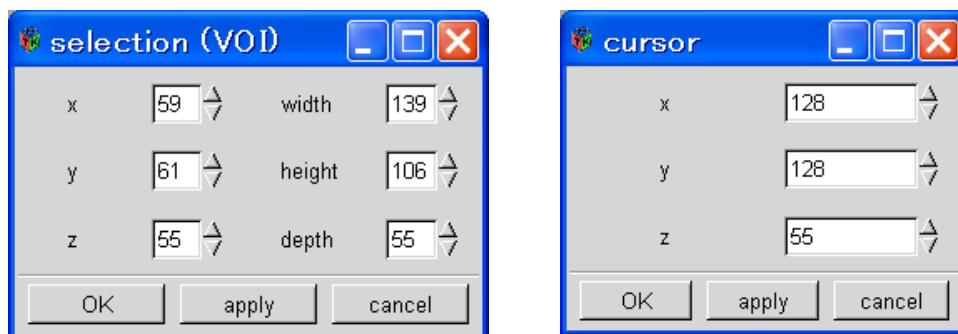 selection (VOI)
x 59 width 139
y 61 height 106
z 55 depth 55
OK apply cancel
cursor
x 128
y 128
z 55
OK apply cancel